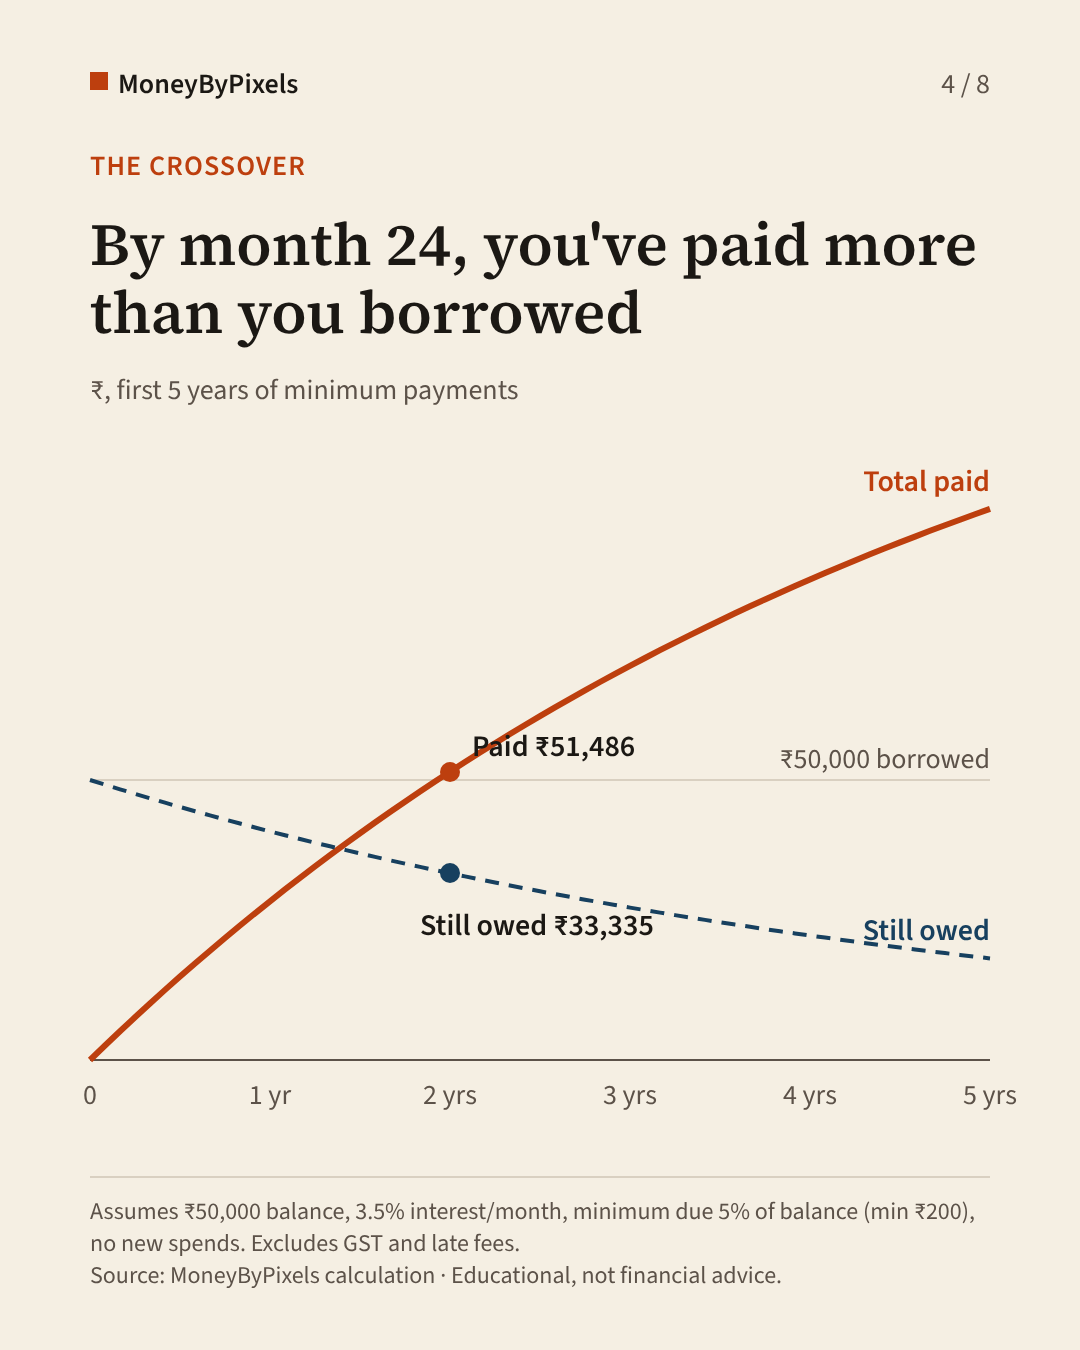 MoneyByPixels
4 / 8
THE CROSSOVER
By month 24, you've paid more
than you borrowed
₹, first 5 years of minimum payments
Total paid
Paid ₹51,486
₹50,000 borrowed
Still owed ₹33,335
Still owed
0
1 yr
2 yrs
3 yrs
4 yrs
5 yrs
Assumes ₹50,000 balance, 3.5% interest/month, minimum due 5% of balance (min ₹200),
no new spends. Excludes GST and late fees.
Source: MoneyByPixels calculation · Educational, not financial advice.